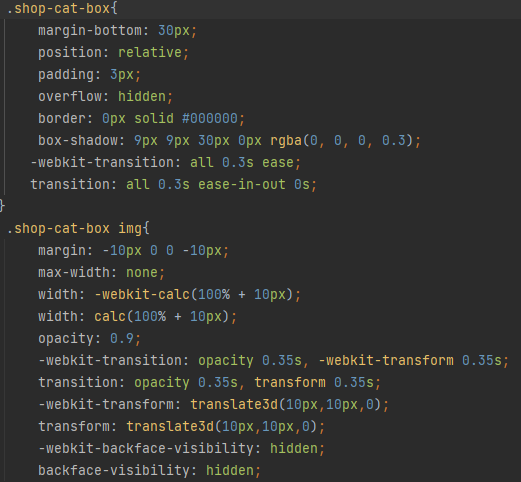 .shop-cat-box{
margin-bottom: 30px;
position: relative;
padding: 3px;
overflow: hidden;
border: 0px solid #000000;
box-shadow: 9px 9px 30px 0px rgba(0, 0, 0, 0.3);
-webkit-transition: all 0.3s ease;
transition: all 0.3s ease-in-out 0s;
}
.shop-cat-box img{
margin: -10px 0 0 -10px;
max-width: none;
width: -webkit-calc(100% + 10px);
width: calc(100% + 10px);
opacity: 0.9;
-webkit-transition: opacity 0.35s, -webkit-transform 0.35s;
transition: opacity 0.35s, transform 0.35s;
-webkit-transform: translate3d(10px,10px,0);
transform: translate3d(10px,10px,0);
-webkit-backface-visibility: hidden;
backface-visibility: hidden;